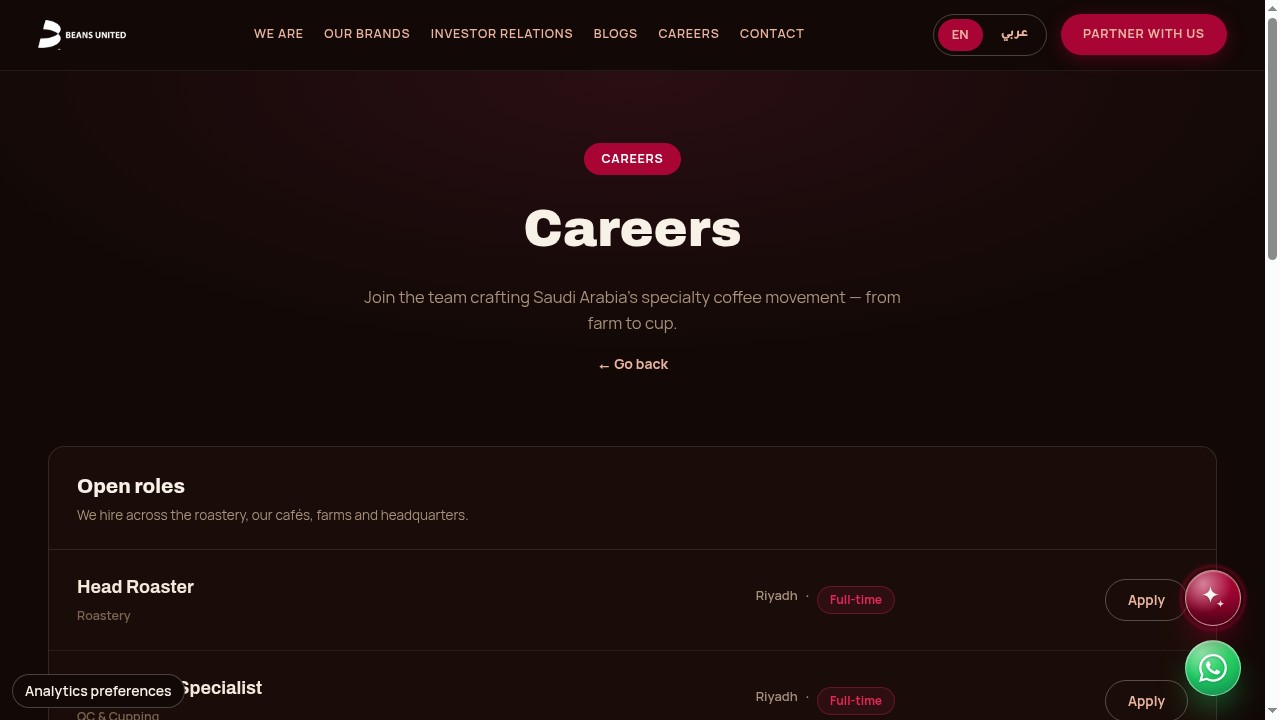 BEANS UNITED
WE ARE
OUR BRANDS
INVESTOR RELATIONS
BLOGS
CAREERS
CONTACT
EN
عربي
PARTNER WITH US
CAREERS
Careers
Join the team crafting Saudi Arabia's specialty coffee movement — from
farm to cup.
← Go back
Open roles
We hire across the roastery, our cafés, farms and headquarters.
Head Roaster
Roastery
Riyadh ·
Full-time
Apply
Specialist
QC & Cupping
Riyadh ·
Full-time
Apply
Analytics preferences